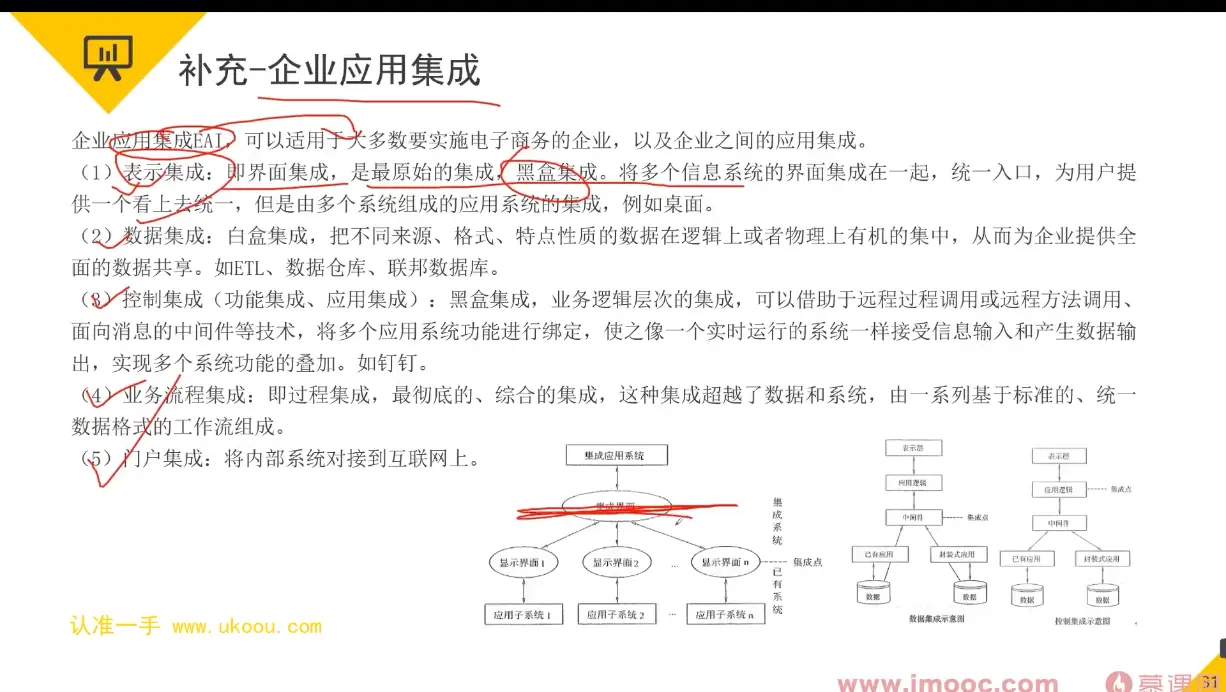 补充-企业应用集成
企业应用集成EAI，可以适用于大多数要实施电子商务的企业，以及企业之间的应用集成。
（1）表示集成：即界面集成，是最原始的集成，黑盒集成。将多个信息系统的界面集成在一起，统一入口，为用户提
供一个看上去统一，但是由多个系统组成的应用系统的集成，例如桌面。
（2）数据集成：白盒集成，把不同来源、格式、特点性质的数据在逻辑上或者物理上有机的集中，从而为企业提供全
面的数据共享。如ETL、数据仓库、联邦数据库。
（3）控制集成（功能集成、应用集成）：黑盒集成，业务逻辑层次的集成，可以借助于远程过程调用或远程方法调用、
面向消息的中间件等技术，将多个应用系统功能进行绑定，使之像一个实时运行的系统一样接受信息输入和产生数据输
出，实现多个系统功能的叠加。如钉钉。
（4）业务流程集成：即过程集成，最彻底的、综合的集成，这种集成超越了数据和系统，由一系列基于标准的、统一
数据格式的工作流组成。
（5）门户集成：将内部系统对接到互联网上。
集成应用系统
集成界面
集成系统
显示界面1
显示界面2
...
显示界面n
集成点
已有系统
应用子系统1
应用子系统2
...
应用子系统n
表示层
应用逻辑
中间件
集成点
已有应用
封装式应用
数据
数据
数据集成示意图
表示层
应用逻辑
集成点
中间件
已有应用
封装式应用
数据
数据
控制集成示意图
认准一手 www.ukoou.com
www.imooc.com
慕课
31